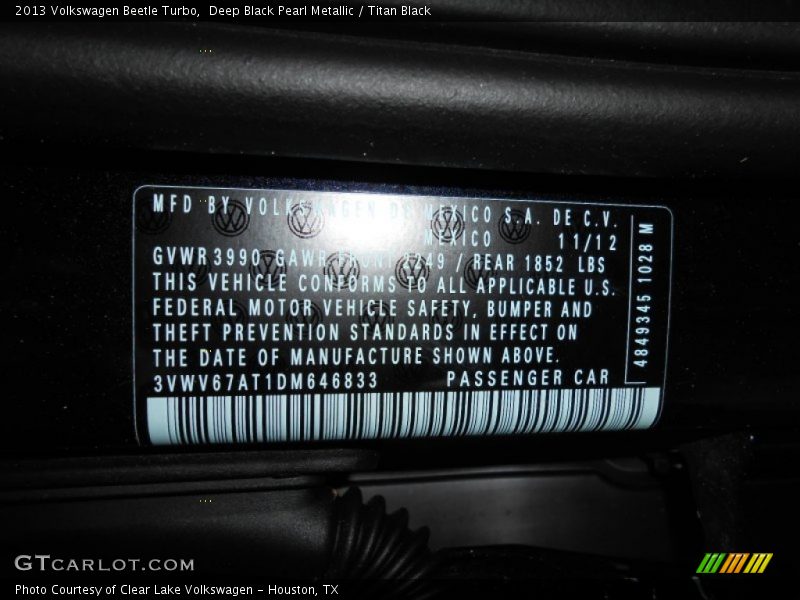 2013 Volkswagen Beetle Turbo, Deep Black Pearl Metallic / Titan Black
MFD BY VOLKSWAGEN DE MEXICO S.A. DE C.V.
MEXICO 11/12
GVWR 3990 GAWR FRONT / REAR 1852 LBS
THIS VEHICLE CONFORMS TO ALL APPLICABLE U.S.
FEDERAL MOTOR VEHICLE SAFETY, BUMPER AND
THEFT PREVENTION STANDARDS IN EFFECT ON
THE DATE OF MANUFACTURE SHOWN ABOVE.
3VWV67AT1DM646833 PASSENGER CAR
4849345 1028 M
GTCARLOT.COM
Photo Courtesy of Clear Lake Volkswagen - Houston, TX